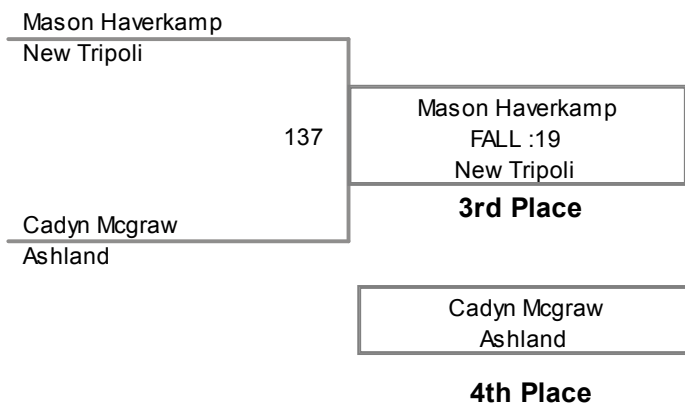 Mason Haverkamp
New Tripoli
137
Mason Haverkamp
FALL :19
New Tripoli
3rd Place
Cadyn Mcgraw
Ashland
Cadyn Mcgraw
Ashland
4th Place